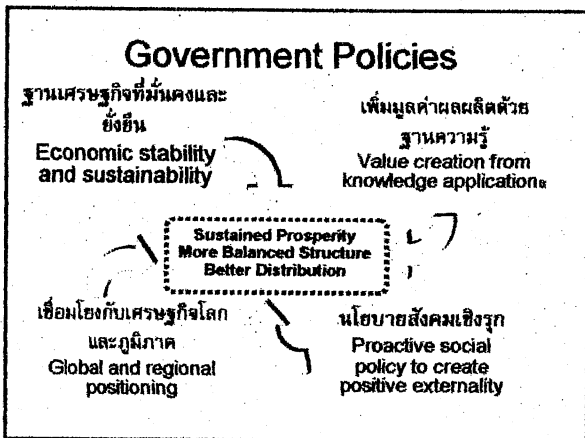 Government Policies
ฐานเศรษฐกิจที่มั่นคงและ
ยั่งยืน
Economic stability
and sustainability
เพิ่มมูลค่าผลผลิตด้วย
ฐานความรู้
Value creation from
knowledge applications
Sustained Prosperity
More Balanced Structure
Better Distribution
เชื่อมโยงกับเศรษฐกิจโลก
และภูมิภาค
Global and regional
positioning
นโยบายสังคมเชิงรุก
Proactive social
policy to create
positive externality